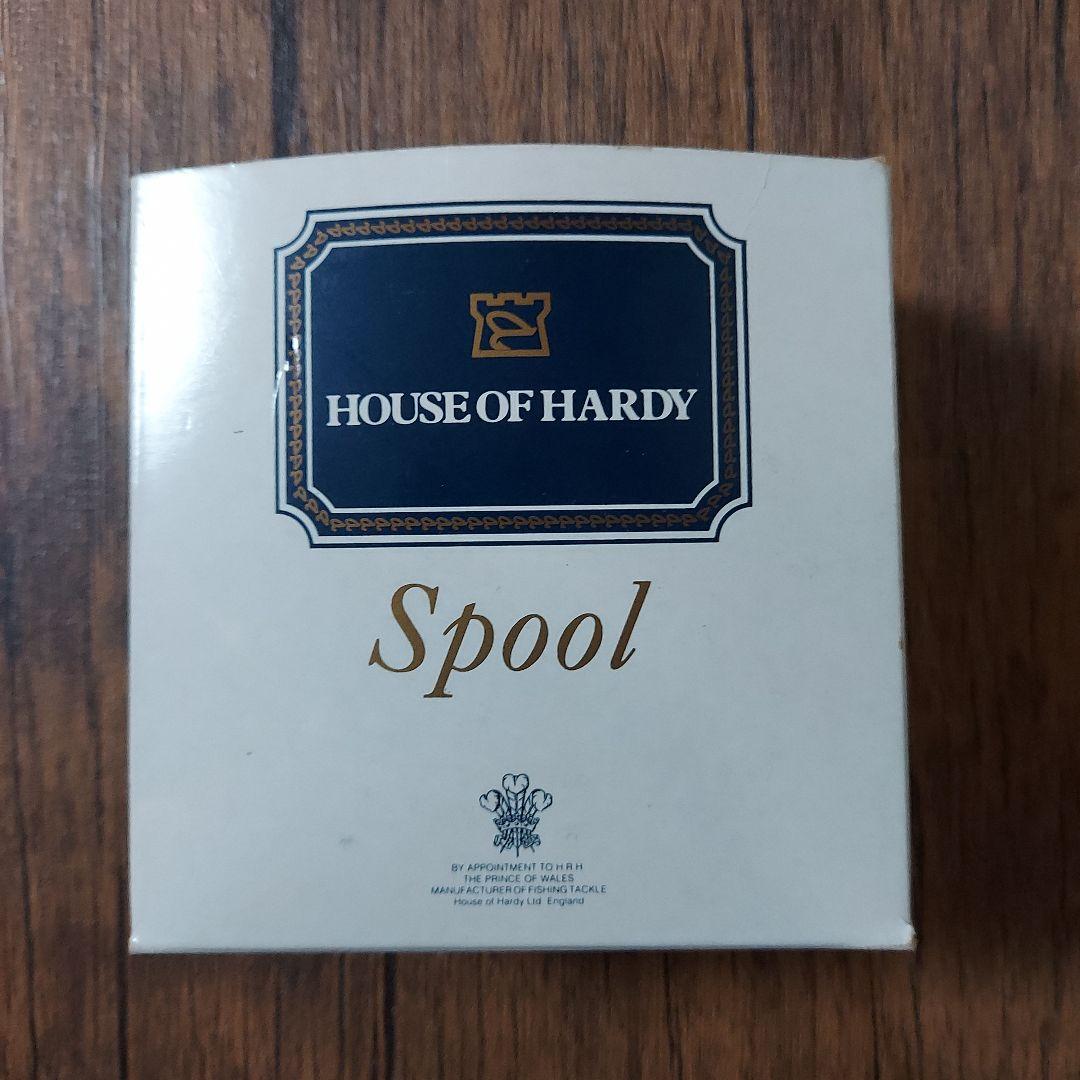 HOUSE OF HARDY
Spool
BY APPOINTMENT TO H R H
THE PRINCE OF WALES
MANUFACTURER OF FISHING TACKLE
House of Hardy Ltd England